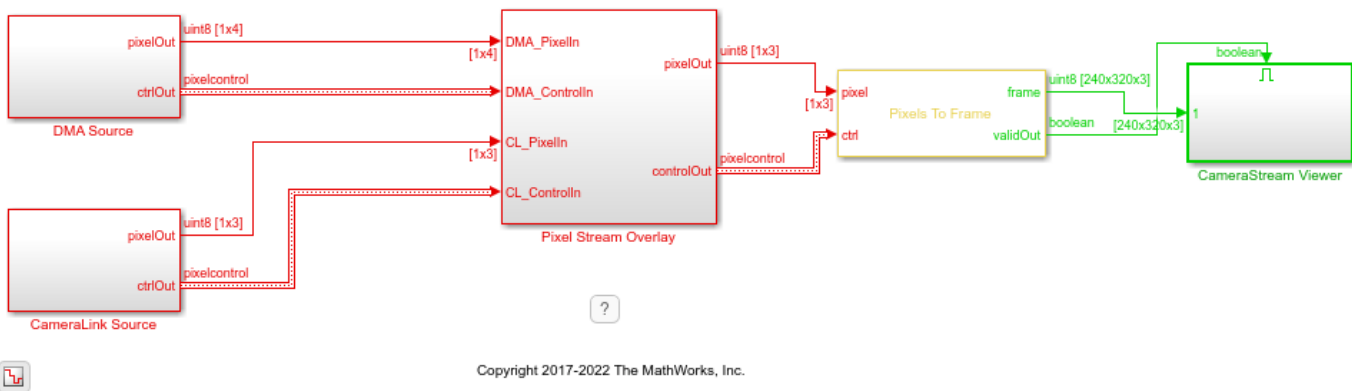 uint8 [1x4]
pixelOut
pixelcontrol
ctrlOut
DMA Source
[1x4]
DMA_PixelIn
DMA_ControlIn
CL_PixelIn
[1x3]
CL_ControlIn
pixelOut
controlOut
Pixel Stream Overlay
uint8 [1x3]
pixelOut
pixelcontrol
ctrlOut
CameraLink Source
uint8 [1x3]
[1x3]
pixelcontrol
pixel
ctrl
Pixels To Frame
frame
validOut
uint8 [240x320x3]
boolean
[240x320x3]
boolean
1
CameraStream Viewer
?
Copyright 2017-2022 The MathWorks, Inc.